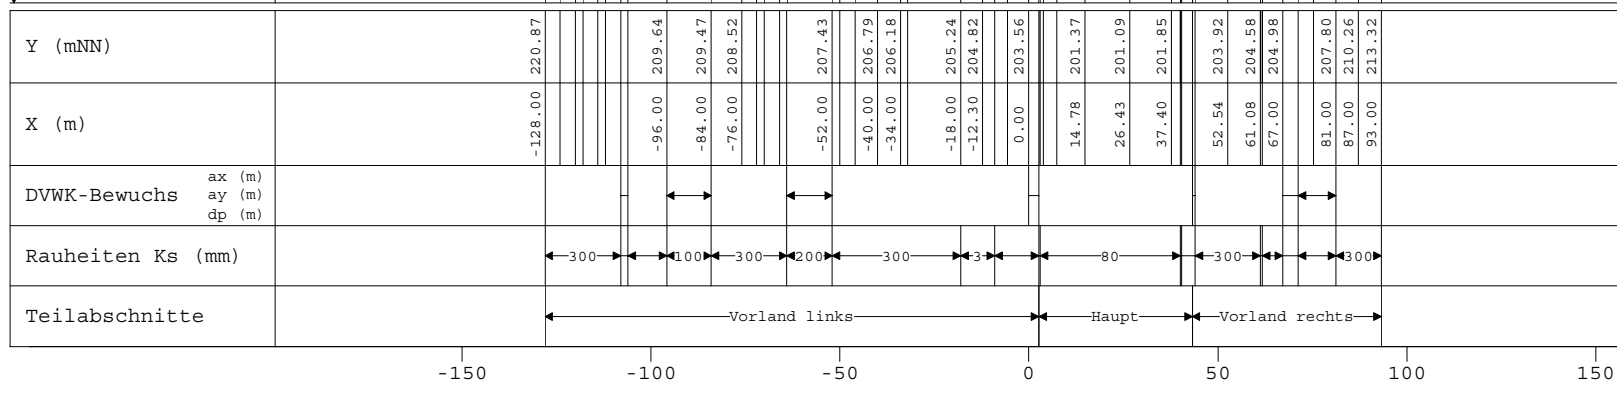 Y (mNN) 220.87 209.64 209.47 208.52 207.43 206.79 206.18 205.24 204.82 203.56 201.37 201.09 201.85 203.92 204.58 204.98 207.80 210.26 213.32
X (m) -128.00 -96.00 -84.00 -76.00 -52.00 -40.00 -34.00 -18.00 -12.30 0.00 14.78 26.43 37.40 52.54 61.08 67.00 81.00 87.00 93.00
ax (m)
DVWK-Bewuchs ay (m)
dp (m)
Rauheiten Ks (mm) 300 100 300 200 300 3 80 300 300
Teilabschnitte Vorland links Haupt Vorland rechts
-150 -100 -50 0 50 100 150